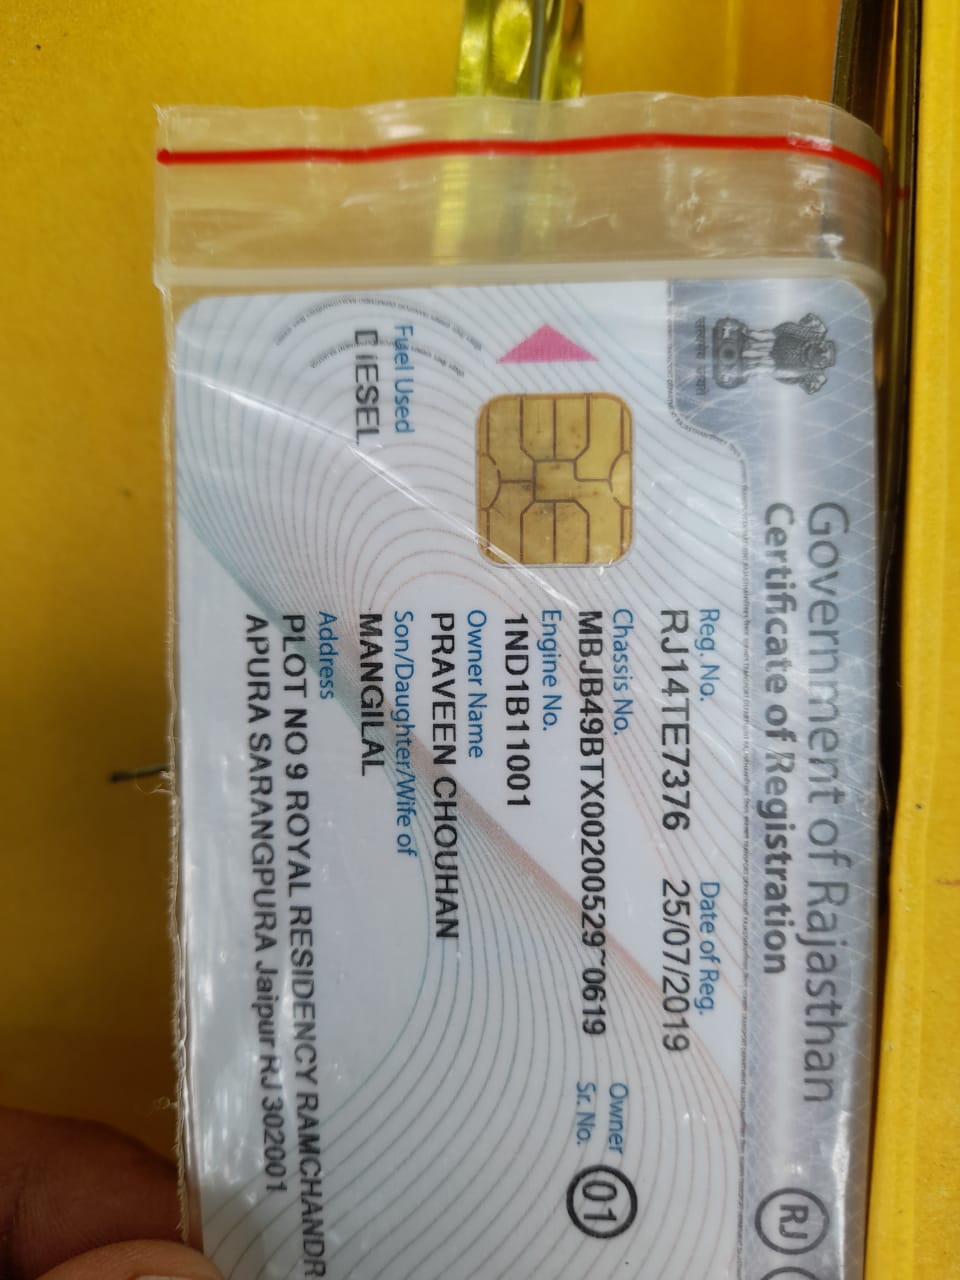 Government of Rajasthan
Certificate of Registration
RJ
Reg. No. Date of Reg.
RJ14TE7376 25/07/2019
Chassis No. Owner Sr. No. 01
MBJJB49BTX00200529~0619
Engine No.
1ND1B11001
Owner Name
PRAVEEN CHOUHAN
Son/Daughter/Wife of
MANGILAL
Address
PLOT NO 9 ROYAL RESIDENCY RAMCHANDR
APURA SARANGPURA Jaipur RJ 302001
Fuel Used
DIESEL